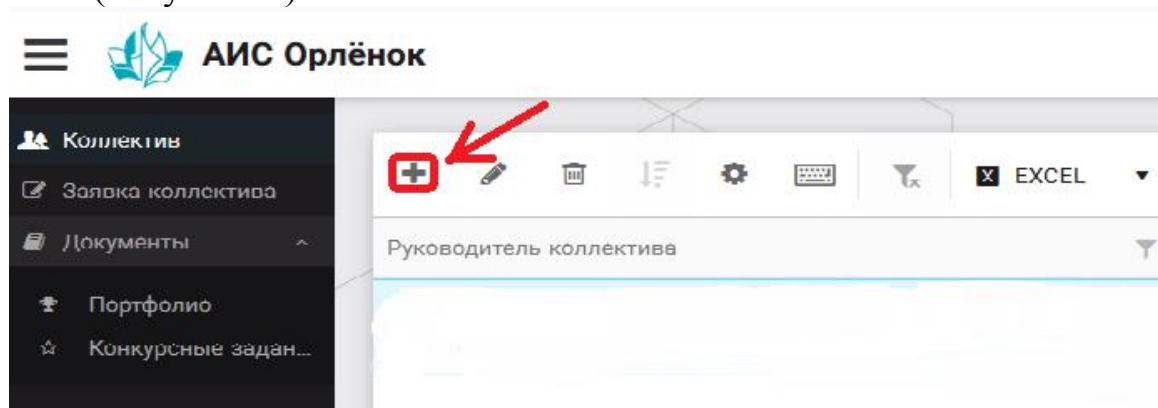 АИС Орлёнок
Коллектив
Заявка коллектива
EXCEL
Документы
Руководитель коллектива
Портфолио
Конкурсные задан...